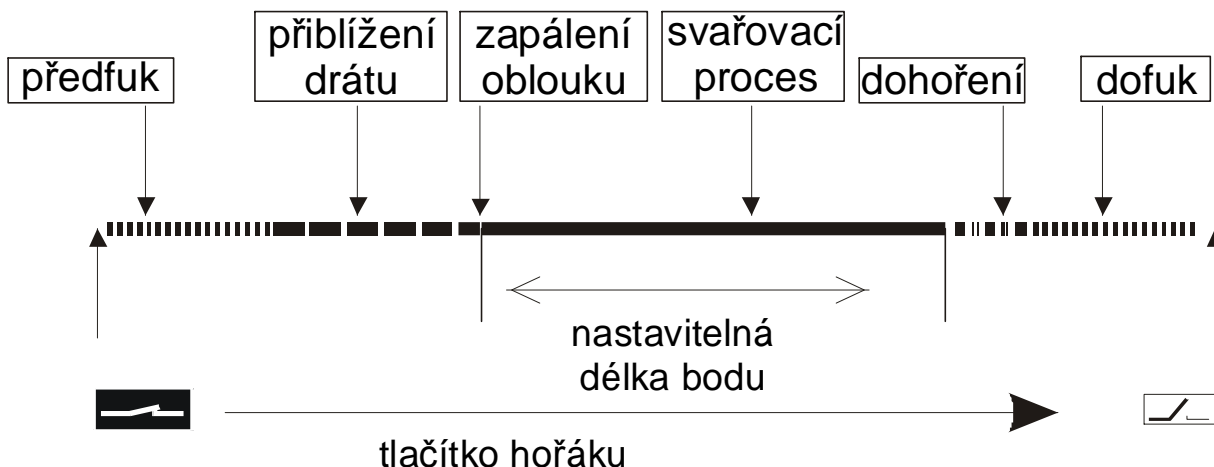 předfuk
přiblížení
drátu
zapálení
oblouku
svařovací
proces
dohoření
dofuk
nastavitelná
délka bodu
tlačítko hořáku